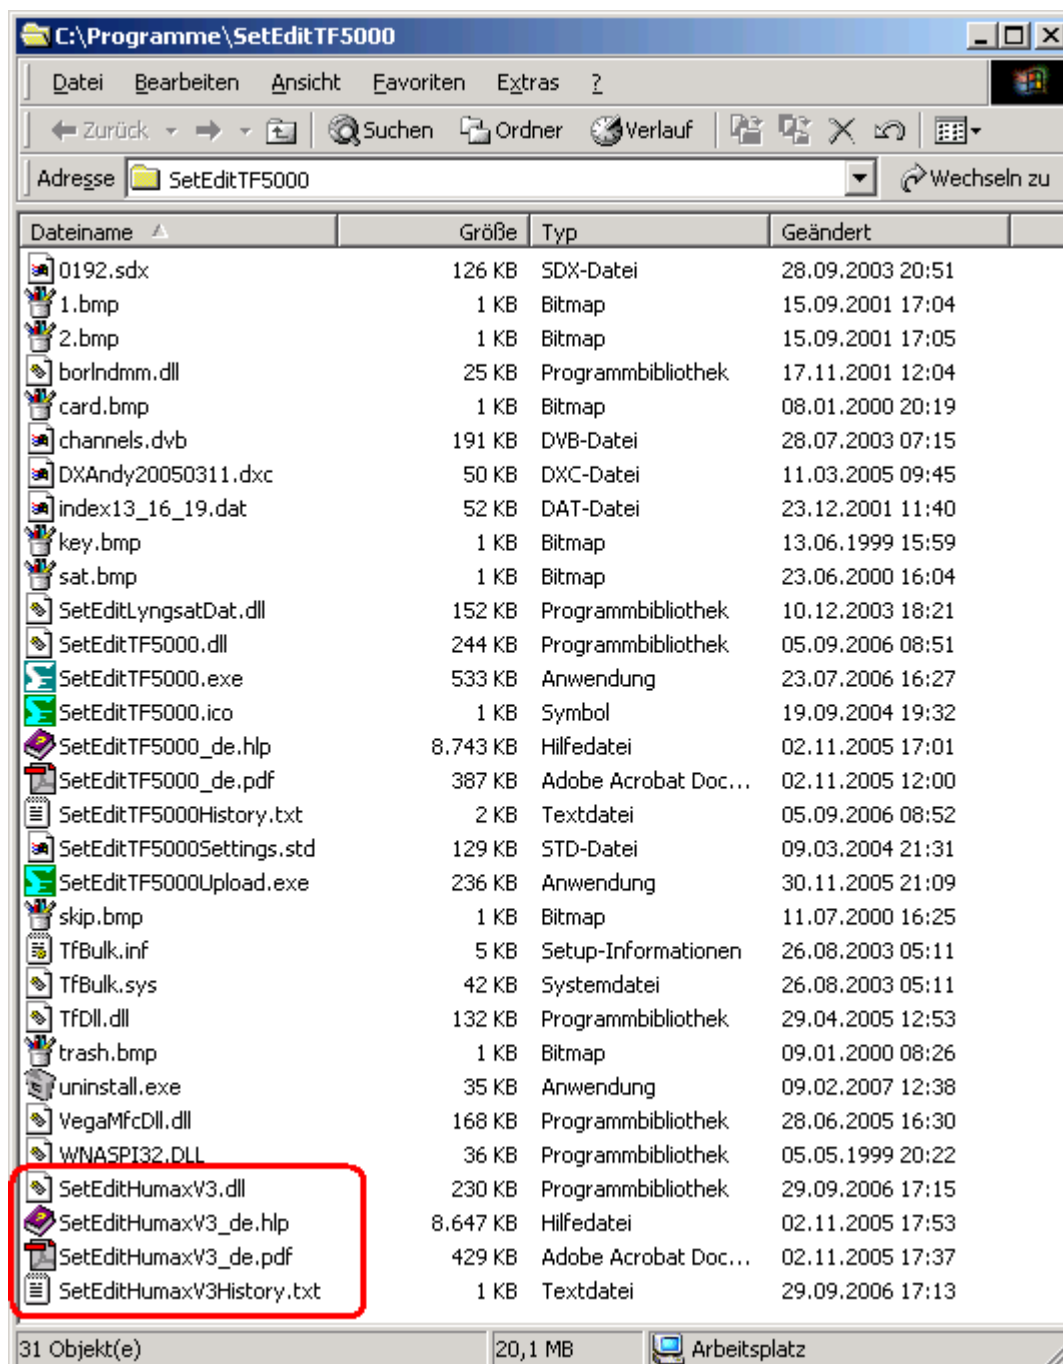 C:\Programme\SetEditTF5000
Datei Bearbeiten Ansicht Favoriten Extras ?
Zurück Suchen Ordner Verlauf
Adresse SetEditTF5000 Wechseln zu
Dateiname Größe Typ Geändert
0192.sdx 126 KB SDX-Datei 28.09.2003 20:51
1.bmp 1 KB Bitmap 15.09.2001 17:04
2.bmp 1 KB Bitmap 15.09.2001 17:05
borlndmm.dll 25 KB Programmbibliothek 17.11.2001 12:04
card.bmp 1 KB Bitmap 08.01.2000 20:19
channels.dvb 191 KB DVB-Datei 28.07.2003 07:15
DXAndy20050311.dxc 50 KB DXC-Datei 11.03.2005 09:45
index13_16_19.dat 52 KB DAT-Datei 23.12.2001 11:40
key.bmp 1 KB Bitmap 13.06.1999 15:59
sat.bmp 1 KB Bitmap 23.06.2000 16:04
SetEditLyngsatDat.dll 152 KB Programmbibliothek 10.12.2003 18:21
SetEditTF5000.dll 244 KB Programmbibliothek 05.09.2006 08:51
SetEditTF5000.exe 533 KB Anwendung 23.07.2006 16:27
SetEditTF5000.ico 1 KB Symbol 19.09.2004 19:32
SetEditTF5000_de.hlp 8.743 KB Hilfedatei 02.11.2005 17:01
SetEditTF5000_de.pdf 387 KB Adobe Acrobat Doc... 02.11.2005 12:00
SetEditTF5000History.txt 2 KB Textdatei 05.09.2006 08:52
SetEditTF5000Settings.std 129 KB STD-Datei 09.03.2004 21:31
SetEditTF5000Upload.exe 236 KB Anwendung 30.11.2005 21:09
skip.bmp 1 KB Bitmap 11.07.2000 16:25
TfBulk.inf 5 KB Setup-Informationen 26.08.2003 05:11
TfBulk.sys 42 KB Systemdatei 26.08.2003 05:11
TfDll.dll 132 KB Programmbibliothek 29.04.2005 12:53
trash.bmp 1 KB Bitmap 09.01.2000 08:26
uninstall.exe 35 KB Anwendung 09.02.2007 12:38
VegaMfcDll.dll 168 KB Programmbibliothek 28.06.2005 16:30
WNASPI32.DLL 36 KB Programmbibliothek 05.05.1999 20:22
SetEditHumaxV3.dll 230 KB Programmbibliothek 29.09.2006 17:15
SetEditHumaxV3_de.hlp 8.647 KB Hilfedatei 02.11.2005 17:53
SetEditHumaxV3_de.pdf 429 KB Adobe Acrobat Doc... 02.11.2005 17:37
SetEditHumaxV3History.txt 1 KB Textdatei 29.09.2006 17:13
31 Objekt(e) 20,1 MB Arbeitsplatz